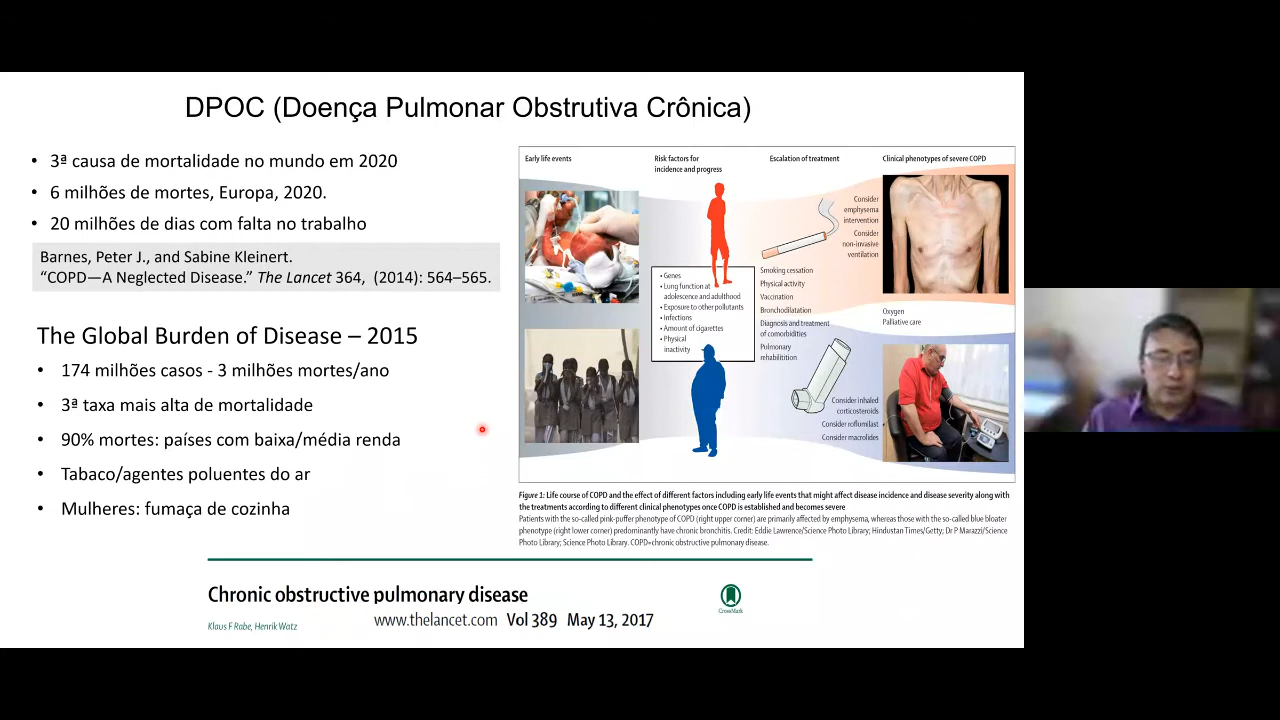 DPOC (Doença Pulmonar Obstrutiva Crônica)
• 3ª causa de mortalidade no mundo em 2020
• 6 milhões de mortes, Europa, 2020.
• 20 milhões de dias com falta no trabalho
Barnes, Peter J., and Sabine Kleinert.
“COPD—A Neglected Disease.” The Lancet 364, (2014): 564–565.
The Global Burden of Disease – 2015
• 174 milhões casos - 3 milhões mortes/ano
• 3ª taxa mais alta de mortalidade
• 90% mortes: países com baixa/média renda
• Tabaco/agentes poluentes do ar
• Mulheres: fumaça de cozinha
Early life events
Risk factors for
incidence and progress
Escalation of treatment
Clinical phenotypes of severe COPD
• Genes
• Lung function at
adolescence and adulthood
• Exposure to other pollutants
• Infections
• Amount of cigarettes
• Physical
inactivity
Consider
emphysema
intervention
Consider
non-invasive
ventilation
Smoking cessation
Physical activity
Vaccination
Bronchodilatation
Diagnosis and treatment
of comorbidities
Pulmonary
rehabilitition
Consider inhaled
corticosteroids
Consider roflumilast
Consider macrolides
Oxygen
Palliative care
Figure 1: Life course of COPD and the effect of different factors including early life events that might affect disease incidence and disease severity along with
the treatments according to different clinical phenotypes once COPD is established and becomes severe
Patients with the so-called pink-puffer phenotype of COPD (right upper corner) are primarily affected by emphysema, whereas those with the so-called blue bloater
phenotype (right lower corner) predominantly have chronic bronchitis. Credit: Eddie Lawrence/Science Photo Library; Hindustan Times/Getty; Dr P Marazzi/Science
Photo Library; Science Photo Library. COPD=chronic obstructive pulmonary disease.
Chronic obstructive pulmonary disease
CrossMark
www.thelancet.com Vol 389 May 13, 2017
Klaus F Rabe, Henrik Watz